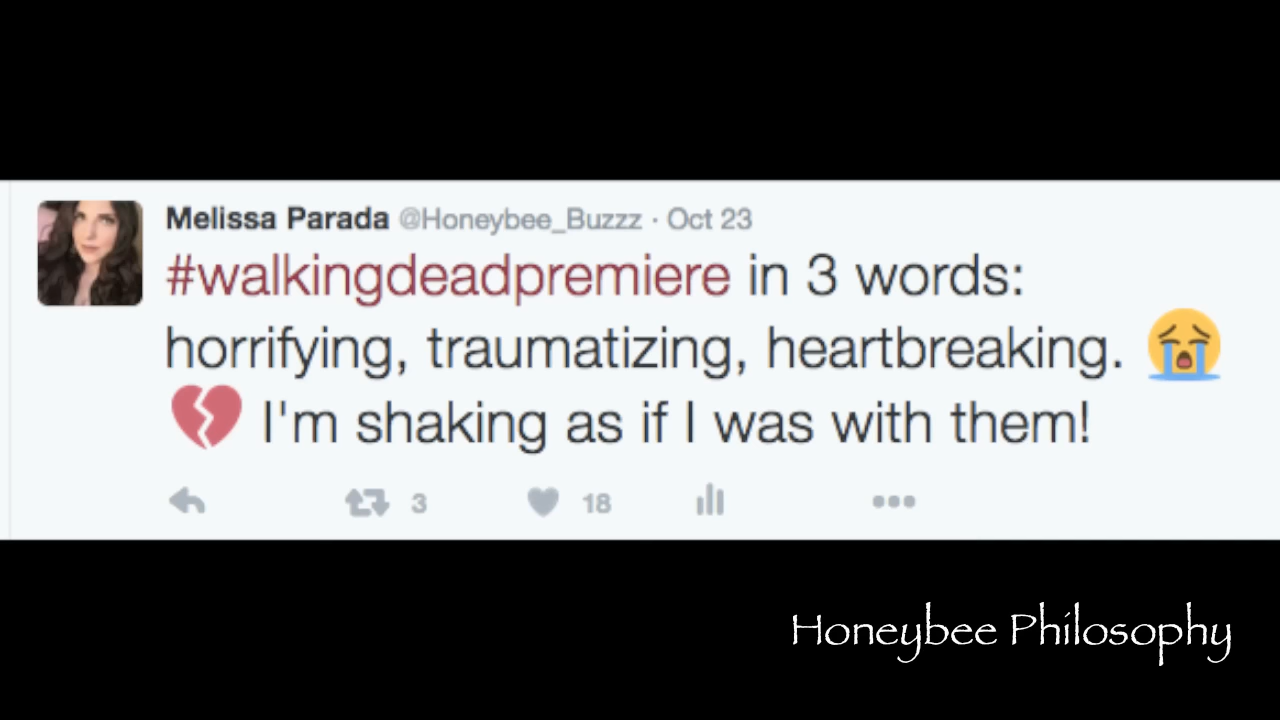 Melissa Parada @Honeybee_Buzzz · Oct 23
#walkingdeadpremiere in 3 words:
horrifying, traumatizing, heartbreaking. 😭
💔 I'm shaking as if I was with them!
3 18
Honeybee Philosophy